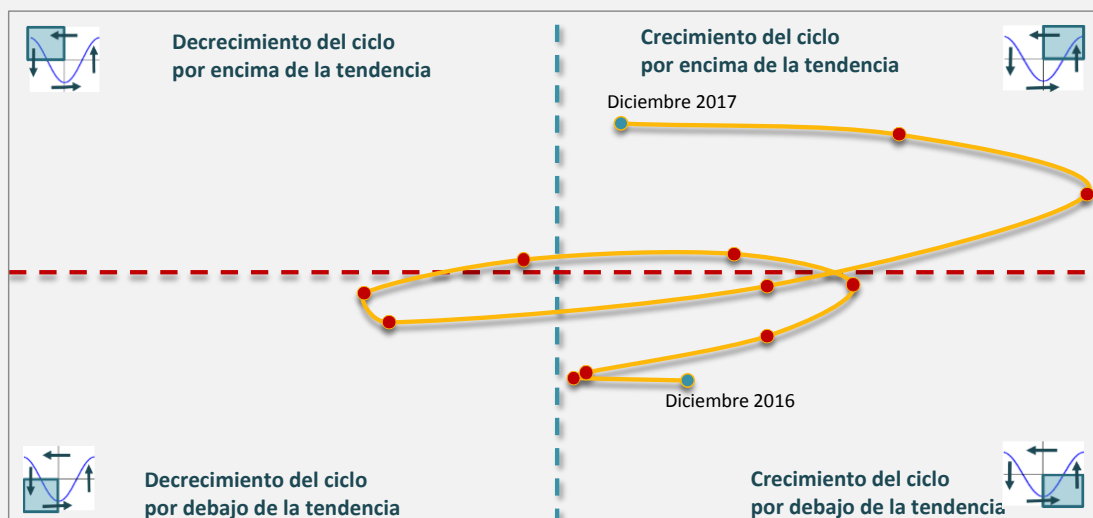 Decrecimiento del ciclo
por encima de la tendencia
Crecimiento del ciclo
por encima de la tendencia
Diciembre 2017
Diciembre 2016
Decrecimiento del ciclo
por debajo de la tendencia
Crecimiento del ciclo
por debajo de la tendencia